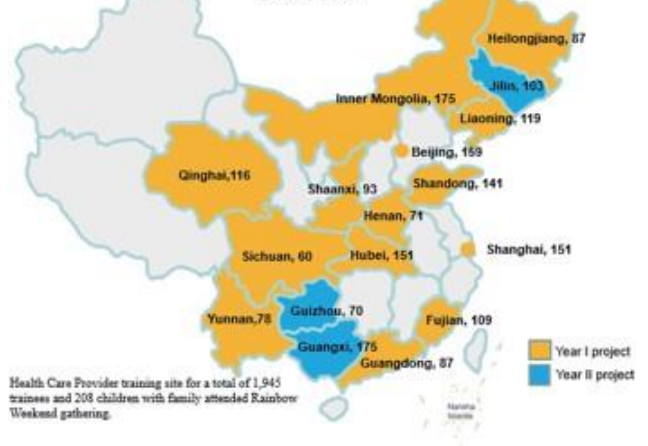 Heilongjiang, 87
Jilin, 103
Inner Mongolia, 175
Liaoning, 119
Beijing, 159
Qinghai,116
Shaanxi, 93
Shandong, 141
Henan, 71
Sichuan, 60
Hubei, 151
Shanghai, 151
Guizhou, 70
Yunnan,78
Fujian, 109
Guangxi, 175
Guangdong, 87
Year I project
Year II project
Health Care Provider training site for a total of 1,945
trainees and 208 children with family attended Rainbow
Weekend gathering.
Nansha
Islands